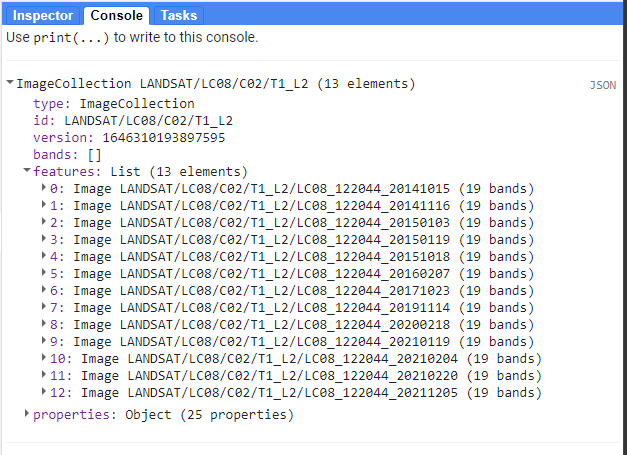 Inspector Console Tasks
Use print(...) to write to this console.
ImageCollection LANDSAT/LC08/C02/T1_L2 (13 elements) JSON
type: ImageCollection
id: LANDSAT/LC08/C02/T1_L2
version: 1646310193897595
bands: []
features: List (13 elements)
0: Image LANDSAT/LC08/C02/T1_L2/LC08_122044_20141015 (19 bands)
1: Image LANDSAT/LC08/C02/T1_L2/LC08_122044_20141116 (19 bands)
2: Image LANDSAT/LC08/C02/T1_L2/LC08_122044_20150103 (19 bands)
3: Image LANDSAT/LC08/C02/T1_L2/LC08_122044_20150119 (19 bands)
4: Image LANDSAT/LC08/C02/T1_L2/LC08_122044_20151018 (19 bands)
5: Image LANDSAT/LC08/C02/T1_L2/LC08_122044_20160207 (19 bands)
6: Image LANDSAT/LC08/C02/T1_L2/LC08_122044_20171023 (19 bands)
7: Image LANDSAT/LC08/C02/T1_L2/LC08_122044_20191114 (19 bands)
8: Image LANDSAT/LC08/C02/T1_L2/LC08_122044_20200218 (19 bands)
9: Image LANDSAT/LC08/C02/T1_L2/LC08_122044_20210119 (19 bands)
10: Image LANDSAT/LC08/C02/T1_L2/LC08_122044_20210204 (19 bands)
11: Image LANDSAT/LC08/C02/T1_L2/LC08_122044_20210220 (19 bands)
12: Image LANDSAT/LC08/C02/T1_L2/LC08_122044_20211205 (19 bands)
properties: Object (25 properties)